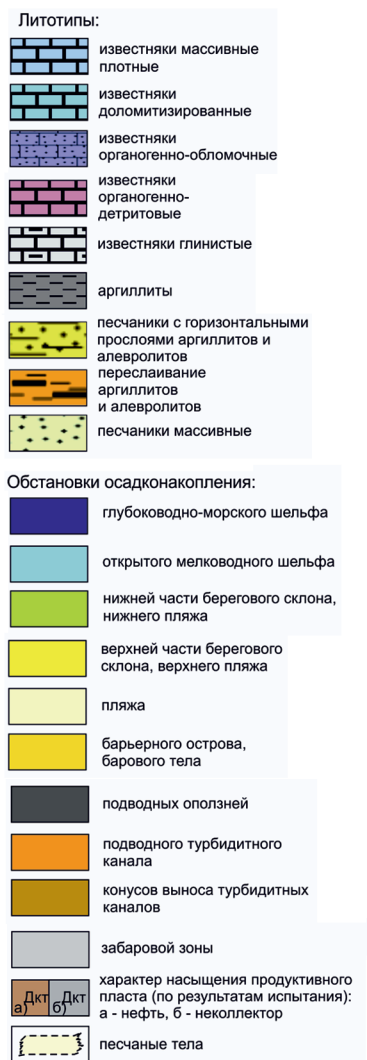 Литотипы:
известняки массивные
плотные
известняки
доломитизированные
известняки
органогенно-обломочные
известняки
органогенно-
детритовые
известняки глинистые
аргиллиты
песчаники с горизонтальными
прослоями аргиллитов и
алевролитов
переслаивание
аргиллитов
и алевролитов
песчаники массивные
Обстановки осадконакопления:
глубоководно-морского шельфа
открытого мелководного шельфа
нижней части берегового склона,
нижнего пляжа
верхней части берегового
склона, верхнего пляжа
пляжа
барьерного острова,
барового тела
подводных оползней
подводного турбидитного
канала
конусов выноса турбидитных
каналов
забаровой зоны
а) Дкт б) Дкт
характер насыщения продуктивного
пласта (по результатам испытания):
а - нефть, б - неколлектор
песчаные тела